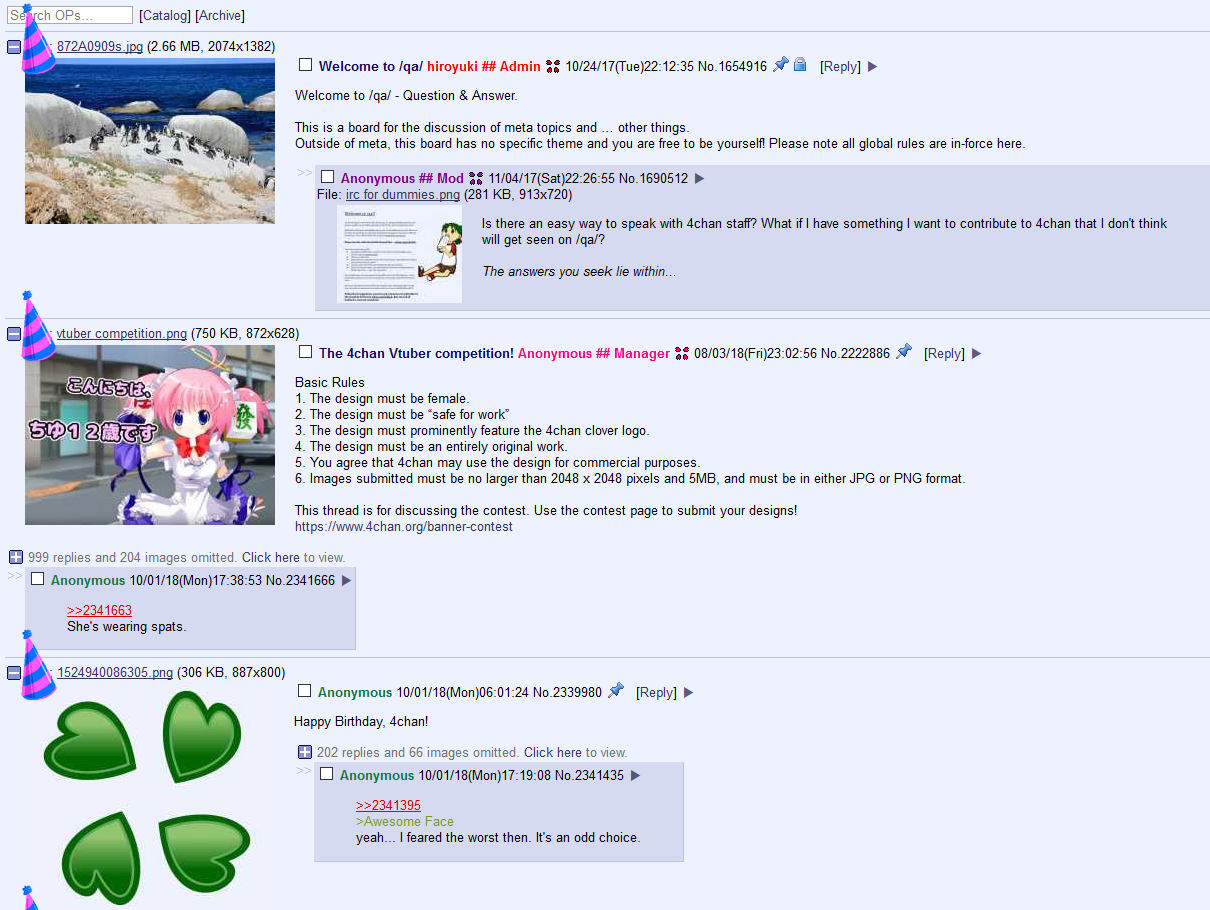 Search OPs...
[Catalog] [Archive]
: 872A0909s.jpg (2.66 MB, 2074x1382)
Welcome to /qa/ hiroyuki ## Admin 10/24/17(Tue)22:12:35 No.1654916 [Reply] ▶
Welcome to /qa/ - Question & Answer.
This is a board for the discussion of meta topics and … other things.
Outside of meta, this board has no specific theme and you are free to be yourself! Please note all global rules are in-force here.
>> Anonymous ## Mod 11/04/17(Sat)22:26:55 No.1690512 ▶
File: irc for dummies.png (281 KB, 913x720)
Is there an easy way to speak with 4chan staff? What if I have something I want to contribute to 4chan that I don't think
will get seen on /qa/?
The answers you seek lie within...
: vtuber competition.png (750 KB, 872x628)
The 4chan Vtuber competition! Anonymous ## Manager 08/03/18(Fri)23:02:56 No.2222886 [Reply] ▶
こんにちは、
ちゆ12歳です
發
Basic Rules
1. The design must be female.
2. The design must be “safe for work”
3. The design must prominently feature the 4chan clover logo.
4. The design must be an entirely original work.
5. You agree that 4chan may use the design for commercial purposes.
6. Images submitted must be no larger than 2048 x 2048 pixels and 5MB, and must be in either JPG or PNG format.
This thread is for discussing the contest. Use the contest page to submit your designs!
https://www.4chan.org/banner-contest
999 replies and 204 images omitted. Click here to view.
>> Anonymous 10/01/18(Mon)17:38:53 No.2341666 ▶
>>2341663
She's wearing spats.
: 1524940086305.png (306 KB, 887x800)
Anonymous 10/01/18(Mon)06:01:24 No.2339980 [Reply] ▶
Happy Birthday, 4chan!
202 replies and 66 images omitted. Click here to view.
>> Anonymous 10/01/18(Mon)17:19:08 No.2341435 ▶
>>2341395
>Awesome Face
yeah... I feared the worst then. It's an odd choice.